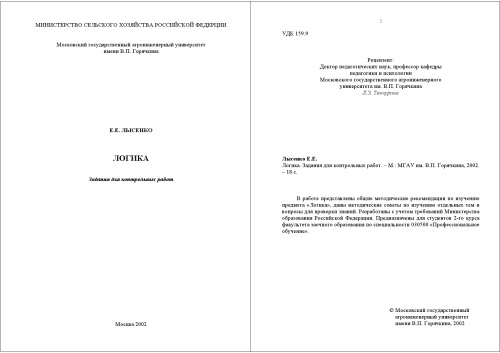 МИНИСТЕРСТВО СЕЛЬСКОГО ХОЗЯЙСТВА РОССИЙСКОЙ ФЕДЕРЦИИ
Московский государственный агроинженерный университет
имени В.П. Горячкина
Е.Е. ЛЫСЕНКО
ЛОГИКА
Задания для контрольных работ
Москва 2002
2
УДК 159.9
Рецензент:
Доктор педагогических наук, профессор кафедры
педагогики и психологии
Московского государственного агроинженерного
университета им. В.П. Горячкина
Лысенко Е.Е.
Логика. Задания для контрольных работ. – М.: МГАУ им. В.П. Горячкина, 2002.
– 18 с.
В работе представлены общие методические рекомендации по изучению
предмета «Логика», даны методические советы по изучению отдельных тем и
вопросы для проверки знаний. Разработаны с учетом требований Министерства
образования Российской Федерации. Предназначены для студентов 2-го курса
факультета заочного образования по специальности 030500 «Профессиональное
обучение».
© Московский государственный
агроинженерный университет
имени В.П. Горячкина, 2002